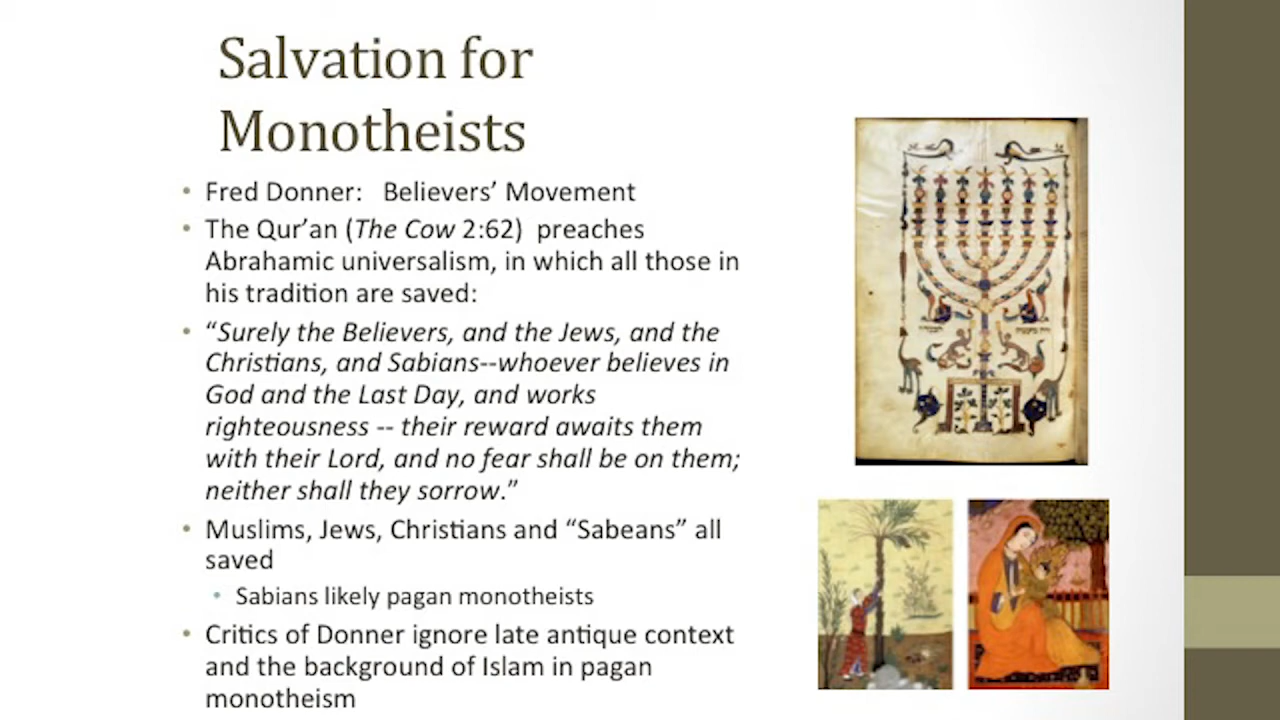 Salvation for
Monotheists
• Fred Donner: Believers’ Movement
• The Qur’an (The Cow 2:62) preaches
Abrahamic universalism, in which all those in
his tradition are saved:
• “Surely the Believers, and the Jews, and the
Christians, and Sabians--whoever believes in
God and the Last Day, and works
righteousness -- their reward awaits them
with their Lord, and no fear shall be on them;
neither shall they sorrow.”
• Muslims, Jews, Christians and “Sabeans” all
saved
• Sabians likely pagan monotheists
• Critics of Donner ignore late antique context
and the background of Islam in pagan
monotheism